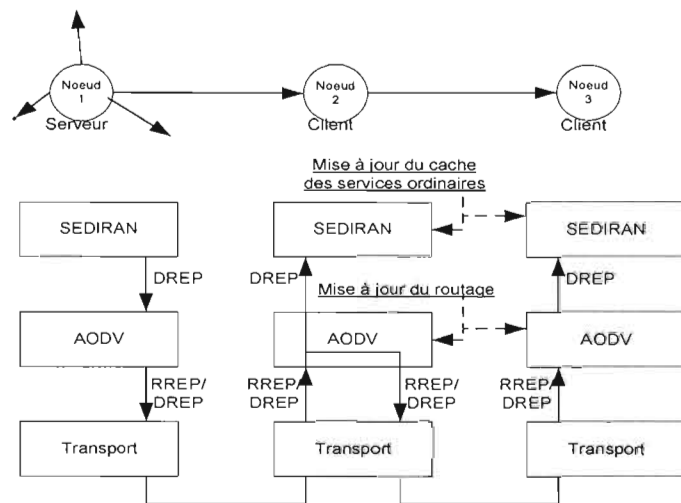 Noeud
1
Noeud
2
Noeud
3
Serveur
Client
Client
Mise à jour du cache
des services ordinaires
SEDIRAN
SEDIRAN
SEDIRAN
DREP
DREP
DREP
Mise à jour du routage
AODV
AODV
AODV
RREP/
DREP
RREP/
DREP
RREP/
DREP
RREP/
DREP
Transport
Transport
Transport